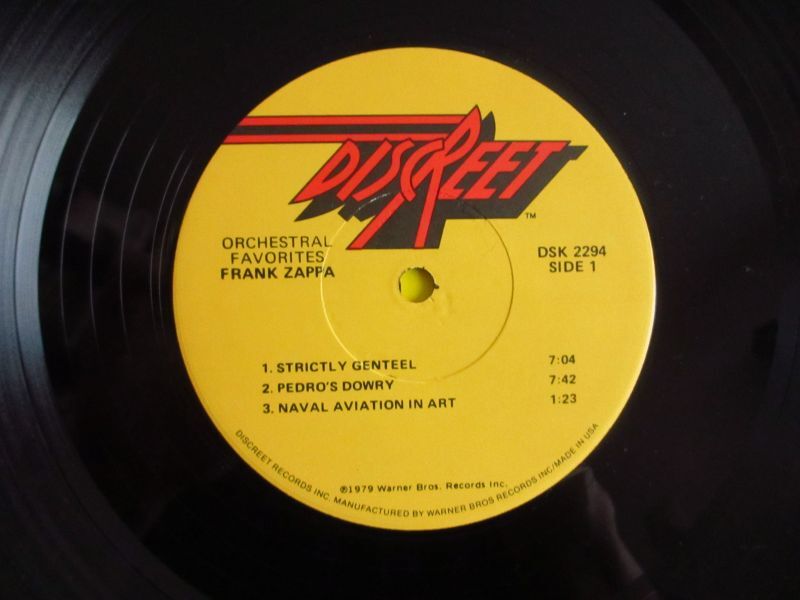 DISCREET
TM
ORCHESTRAL
FAVORITES
FRANK ZAPPA
DSK 2294
SIDE 1
1. STRICTLY GENTEEL 7:04
2. PEDRO'S DOWRY 7:42
3. NAVAL AVIATION IN ART 1:23
℗1979 Warner Bros. Records Inc.
DISCREET RECORDS INC. MANUFACTURED BY WARNER BROS RECORDS INC/MADE IN USA